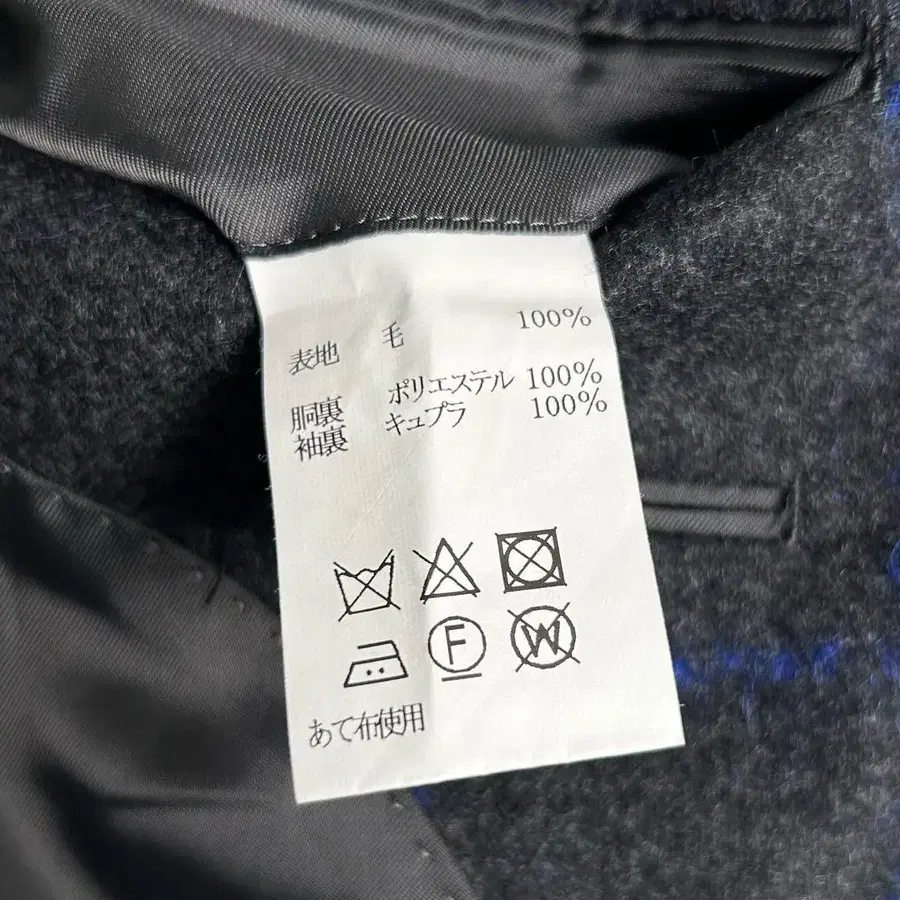 表地 毛 100%
胴裏 ポリエステル 100%
袖裏 キュプラ 100%
F W
あて布使用